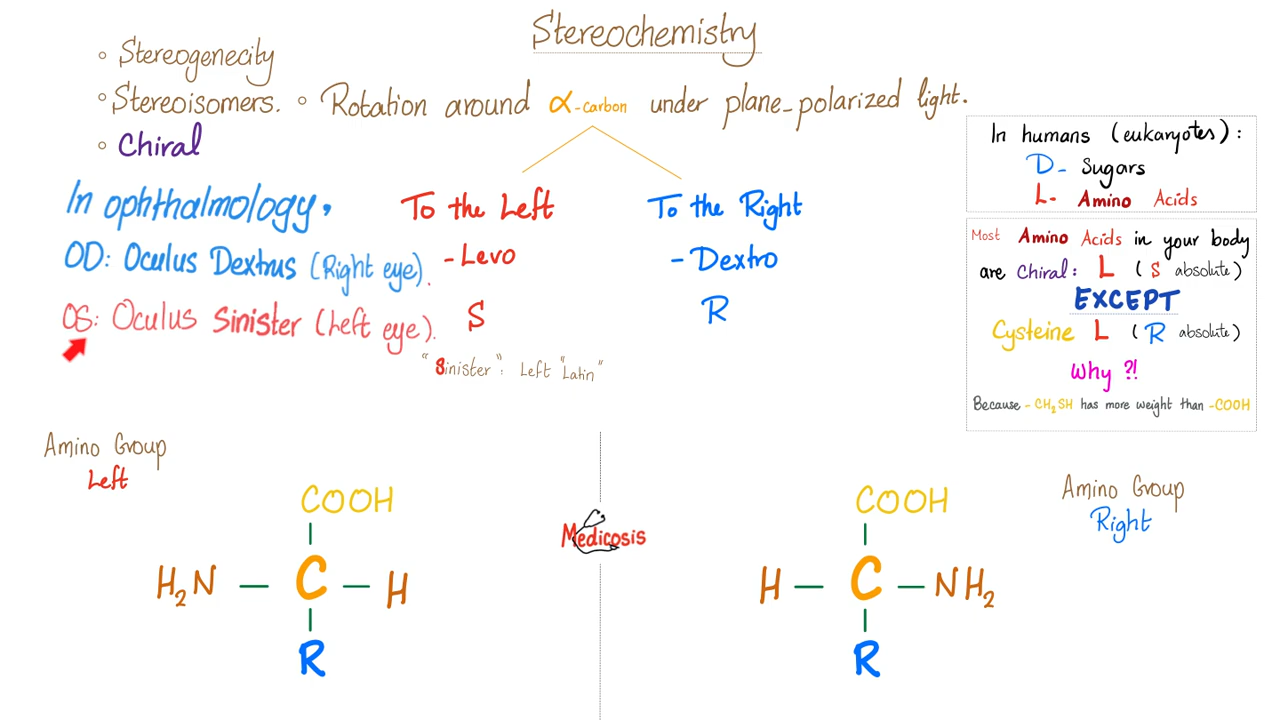 Stereochemistry
° Stereogenecity
° Stereoisomers. ° Rotation around α-carbon under plane-polarized light.
° Chiral
In ophthalmology,
OD: Oculus Dextrus (Right eye).
OS: Oculus Sinister (Left eye).
To the Left
- Levo
S
"Sinister": Left "Latin"
To the Right
- Dextro
R
In humans (eukaryotes):
D- Sugars
L- Amino Acids
Most Amino Acids in your body
are Chiral: L (S absolute)
EXCEPT
Cysteine L (R absolute)
Why ?!
Because -CH₂SH has more weight than -COOH
Amino Group
Left
COOH
H₂N — C — H
R
Medicosis
Amino Group
Right
COOH
H — C — NH₂
R